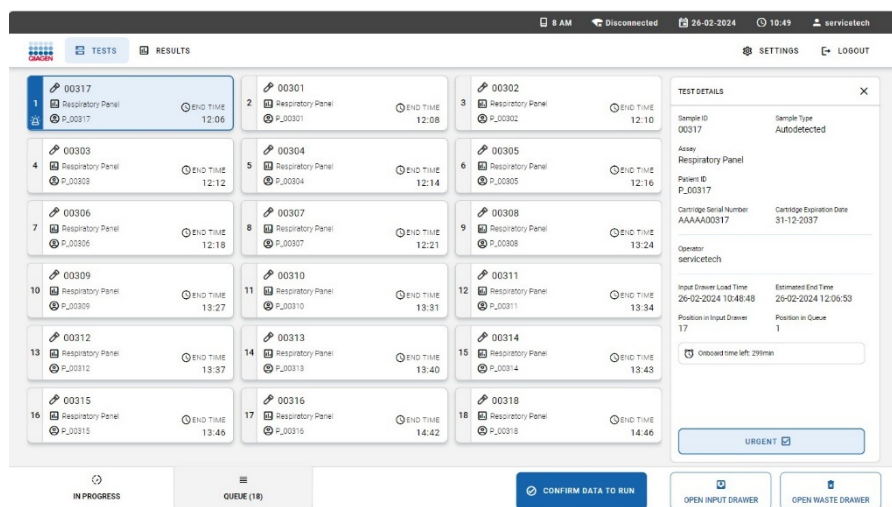 8 AM Disconnected 26-02-2024 10:49 servicetech
QIAGEN TESTS RESULTS SETTINGS LOGOUT
1
00317
Respiratory Panel
P_00317
END TIME
12:06
2
00301
Respiratory Panel
P_00301
END TIME
12:08
3
00302
Respiratory Panel
P_00302
END TIME
12:10
4
00303
Respiratory Panel
P_00303
END TIME
12:12
5
00304
Respiratory Panel
P_00304
END TIME
12:14
6
00305
Respiratory Panel
P_00305
END TIME
12:16
7
00306
Respiratory Panel
P_00306
END TIME
12:18
8
00307
Respiratory Panel
P_00307
END TIME
12:21
9
00308
Respiratory Panel
P_00308
END TIME
13:24
10
00309
Respiratory Panel
P_00309
END TIME
13:27
11
00310
Respiratory Panel
P_00310
END TIME
13:31
12
00311
Respiratory Panel
P_00311
END TIME
13:34
13
00312
Respiratory Panel
P_00312
END TIME
13:37
14
00313
Respiratory Panel
P_00313
END TIME
13:40
15
00314
Respiratory Panel
P_00314
END TIME
13:43
16
00315
Respiratory Panel
P_00315
END TIME
13:46
17
00316
Respiratory Panel
P_00316
END TIME
14:42
18
00318
Respiratory Panel
P_00318
END TIME
14:46
TEST DETAILS
Sample ID Sample Type
00317 Autodetected
Assay
Respiratory Panel
Patient ID
P_00317
Cartridge Serial Number Cartridge Expiration Date
AAAAA00317 31-12-2037
Operator
servicetech
Input Drawer Load Time Estimated End Time
26-02-2024 10:48:48 26-02-2024 12:06:53
Position in Input Drawer Position in Queue
17 1
Onboard time left: 299min
URGENT
IN PROGRESS
QUEUE (18)
CONFIRM DATA TO RUN
OPEN INPUT DRAWER
OPEN WASTE DRAWER